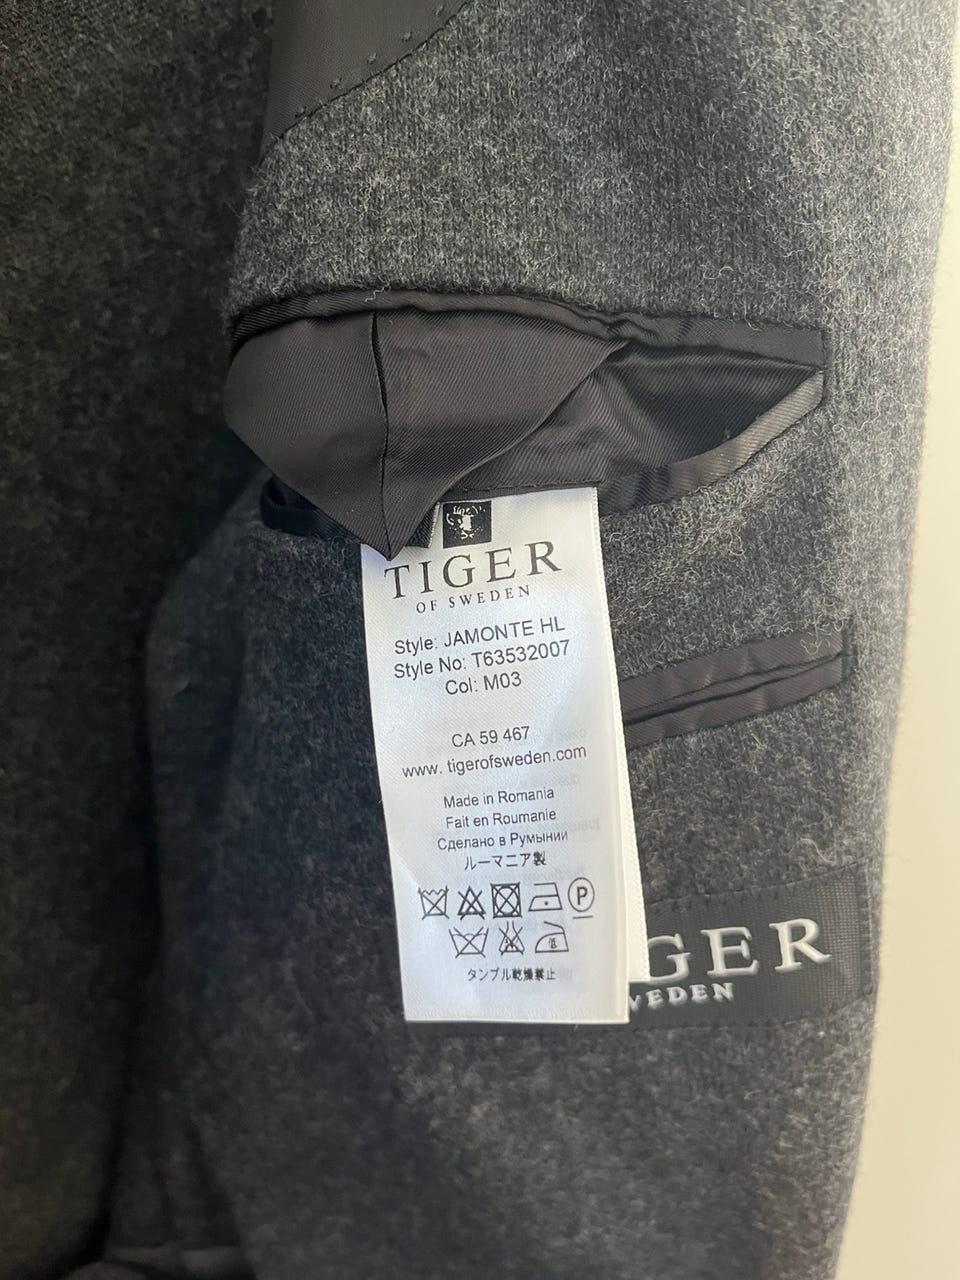 TIGER
OF SWEDEN
Style: JAMONTE HL
Style No: T63532007
Col: M03
CA 59 467
www. tigerofsweden.com
Made in Romania
Fait en Roumanie
Сделано в Румынии
ルーマニア製
P
低
タンブル乾燥禁止
GER
WEDEN